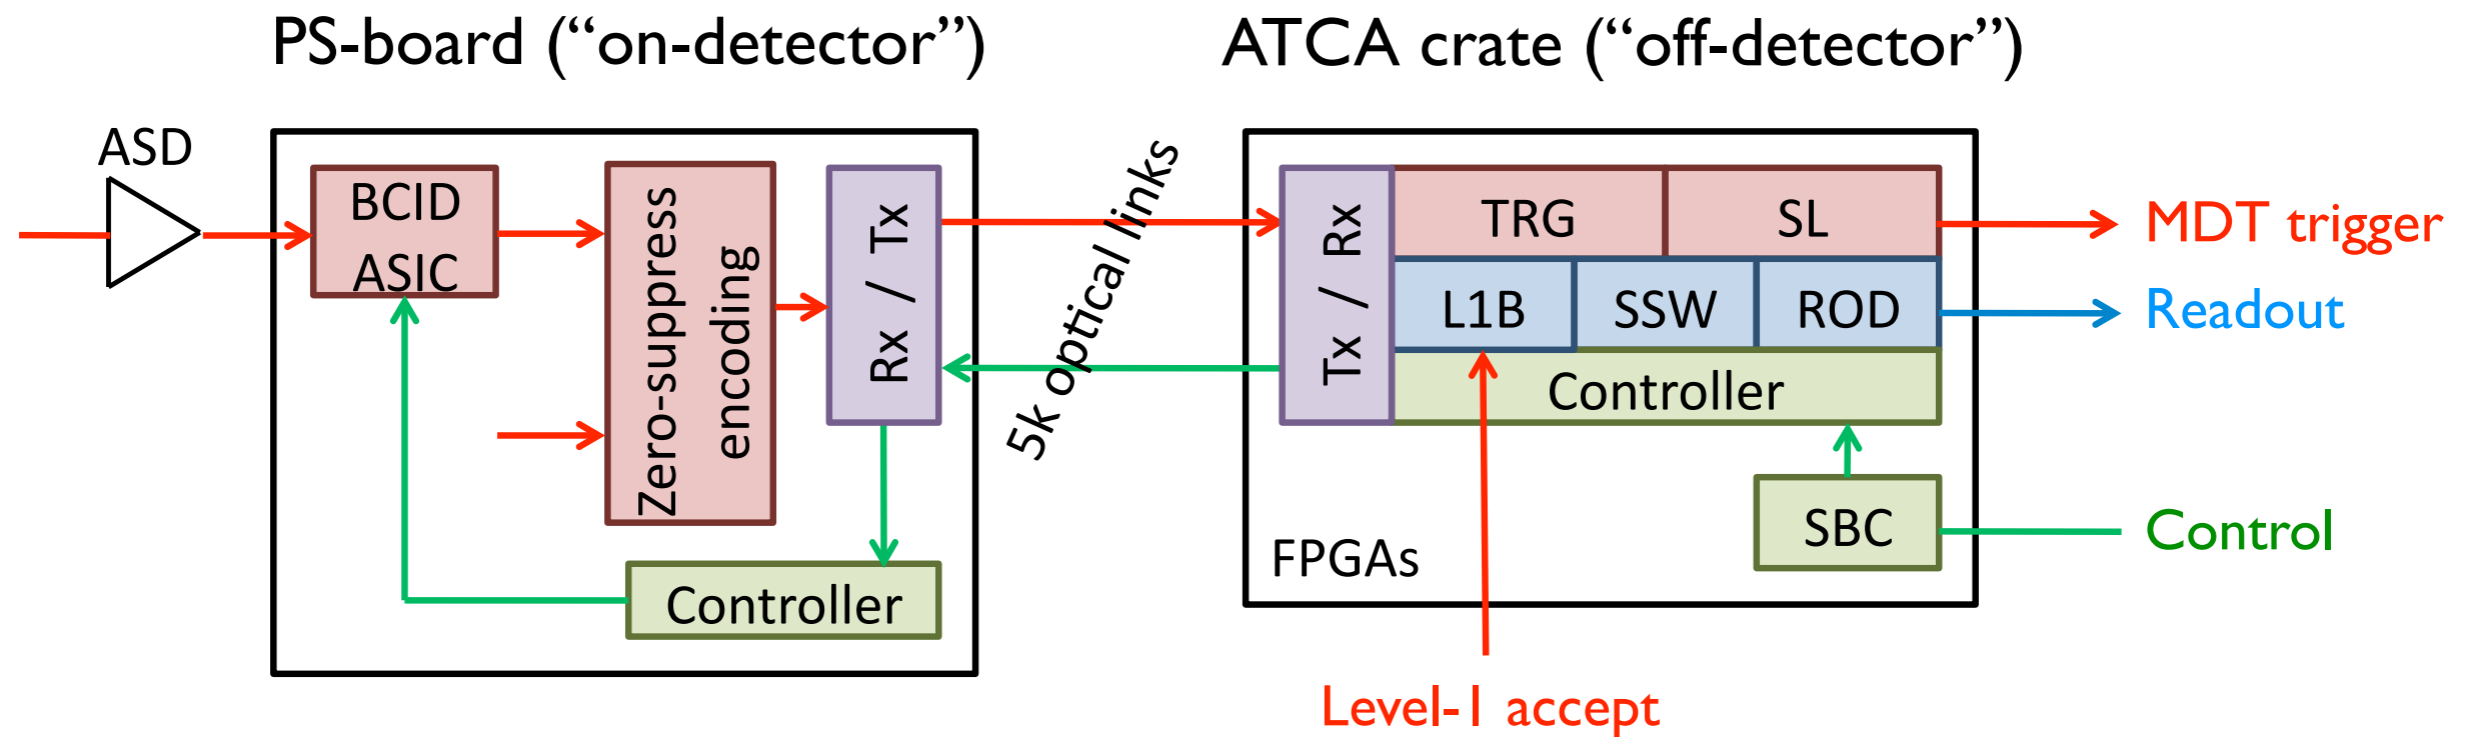 PS-board (“on-detector”)
ATCA crate (“off-detector”)
ASD
BCID
ASIC
Zero-suppress
encoding
Rx / Tx
Controller
5k optical links
Tx / Rx
TRG
SL
L1B
SSW
ROD
Controller
SBC
FPGAs
MDT trigger
Readout
Control
Level-1 accept